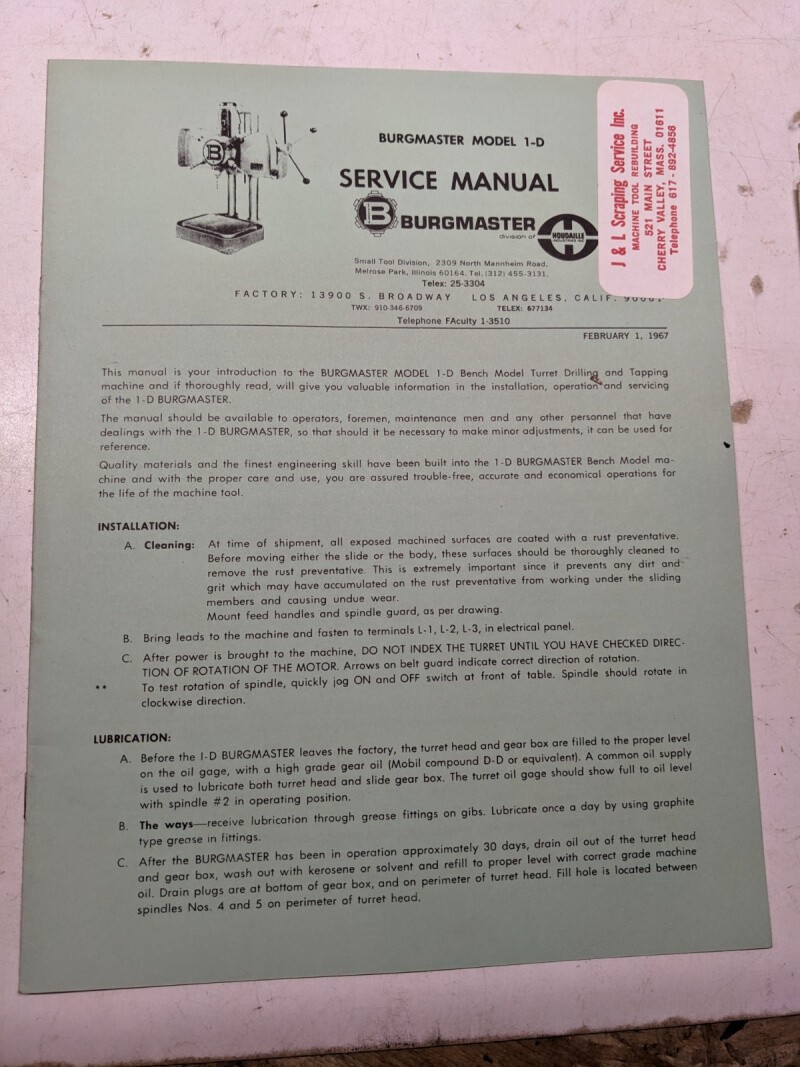 BURGMASTER MODEL 1-D
SERVICE MANUAL
B BURGMASTER
division of HOUDAILLE
INDUSTRIES INC
Small Tool Division, 2309 North Mannheim Road,
Melrose Park, Illinois 60164. Tel. (312) 455-3131.
Telex: 25-3304
FACTORY: 13900 S. BROADWAY LOS ANGELES, CALIF.
TWX: 910-346-6709 TELEX: 677134
Telephone FAculty 1-3510
FEBRUARY 1, 1967
J & L Scraping Service Inc.
MACHINE TOOL REBUILDING
521 MAIN STREET
CHERRY VALLEY, MASS. 01611
Telephone 617 - 892-4856
This manual is your introduction to the BURGMASTER MODEL 1-D Bench Model Turret Drilling and Tapping
machine and if thoroughly read, will give you valuable information in the installation, operation and servicing
of the 1-D BURGMASTER.
The manual should be available to operators, foremen, maintenance men and any other personnel that have
dealings with the 1-D BURGMASTER, so that should it be necessary to make minor adjustments, it can be used for
reference.
Quality materials and the finest engineering skill have been built into the 1-D BURGMASTER Bench Model ma-
chine and with the proper care and use, you are assured trouble-free, accurate and economical operations for
the life of the machine tool.
INSTALLATION:
A. Cleaning: At time of shipment, all exposed machined surfaces are coated with a rust preventative.
Before moving either the slide or the body, these surfaces should be thoroughly cleaned to
remove the rust preventative. This is extremely important since it prevents any dirt and
grit which may have accumulated on the rust preventative from working under the sliding
members and causing undue wear.
Mount feed handles and spindle guard, as per drawing.
B. Bring leads to the machine and fasten to terminals L-1, L-2, L-3, in electrical panel.
C. After power is brought to the machine, DO NOT INDEX THE TURRET UNTIL YOU HAVE CHECKED DIREC-
TION OF ROTATION OF THE MOTOR. Arrows on belt guard indicate correct direction of rotation.
** To test rotation of spindle, quickly jog ON and OFF switch at front of table. Spindle should rotate in
clockwise direction.
LUBRICATION:
A. Before the I-D BURGMASTER leaves the factory, the turret head and gear box are filled to the proper level
on the oil gage, with a high grade gear oil (Mobil compound D-D or equivalent). A common oil supply
is used to lubricate both turret head and slide gear box. The turret oil gage should show full to oil level
with spindle #2 in operating position.
B. The ways—receive lubrication through grease fittings on gibs. Lubricate once a day by using graphite
type grease in fittings.
C. After the BURGMASTER has been in operation approximately 30 days, drain oil out of the turret head
and gear box, wash out with kerosene or solvent and refill to proper level with correct grade machine
oil. Drain plugs are at bottom of gear box, and on perimeter of turret head. Fill hole is located between
spindles Nos. 4 and 5 on perimeter of turret head.